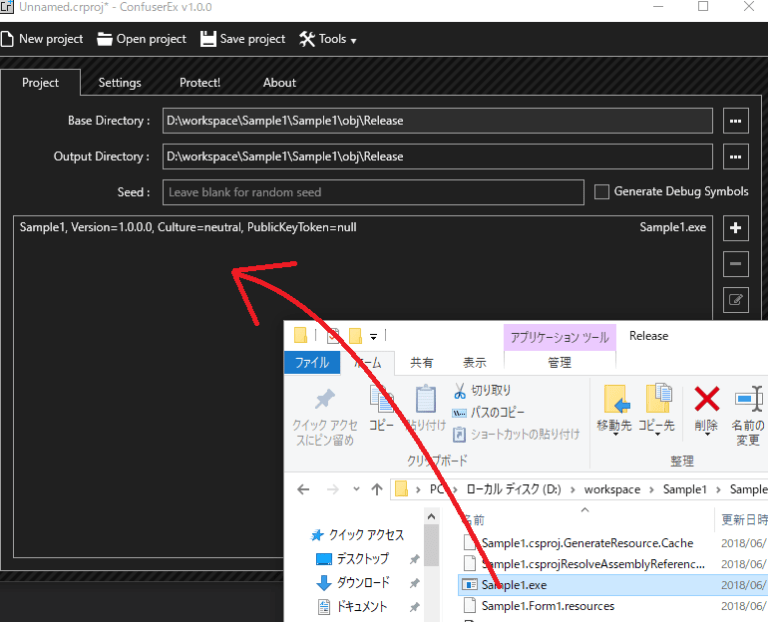 Unnamed.crproj* - ConfuserEx v1.0.0
New project
Open project
Save project
Tools
Project
Settings
Protect!
About
Base Directory :
D:\workspace\Sample1\Sample1\obj\Release
Output Directory :
D:\workspace\Sample1\Sample1\obj\Release
Seed :
Leave blank for random seed
Generate Debug Symbols
Sample1, Version=1.0.0.0, Culture=neutral, PublicKeyToken=null
Sample1.exe
アプリケーション ツール
Release
ファイル
ホーム
共有
表示
管理
クイック アクセ
スにピン留め
コピー
貼り付け
切り取り
パスのコピー
ショートカットの貼り付け
クリップボード
移動先
コピー先
削除
名前の
変更
整理
PC
ローカル ディスク (D:)
workspace
Sample1
Sample
名前
更新日時
クイック アクセス
デスクトップ
ダウンロード
ドキュメント
Sample1.csproj.GenerateResource.Cache
2018/06/
Sample1.csprojResolveAssemblyReferenc...
2018/06/
Sample1.exe
2018/06/
Sample1.Form1.resources
2018/06/